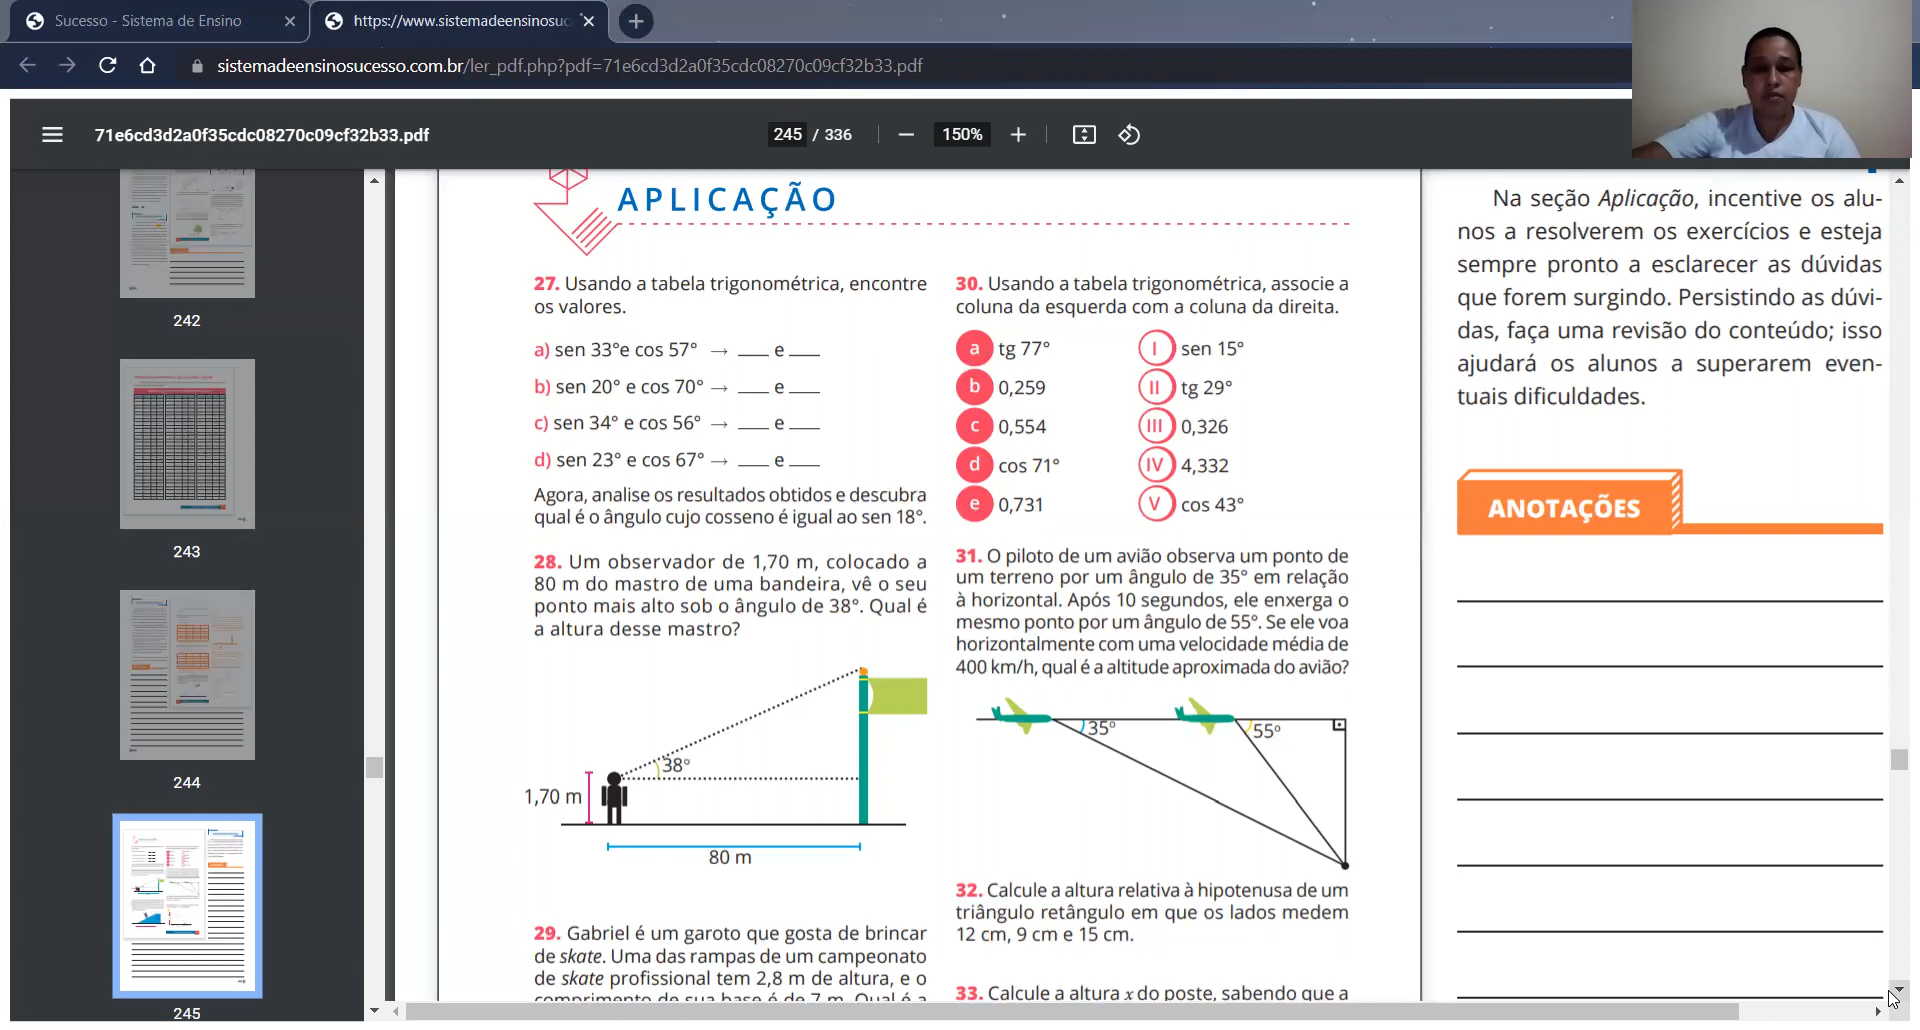 Sucesso - Sistema de Ensino
https://www.sistemadeensinosuc
sistemadeensinosucesso.com.br/ler_pdf.php?pdf=71e6cd3d2a0f35cdc08270c09cf32b33.pdf
71e6cd3d2a0f35cdc08270c09cf32b33.pdf
245 / 336
150%
242
243
244
245
APLICAÇÃO
27. Usando a tabela trigonométrica, encontre
os valores.
a) sen 33°e cos 57° → ___ e ___
b) sen 20° e cos 70° → ___ e ___
c) sen 34° e cos 56° → ___ e ___
d) sen 23° e cos 67° → ___ e ___
Agora, analise os resultados obtidos e descubra
qual é o ângulo cujo cosseno é igual ao sen 18°.
28. Um observador de 1,70 m, colocado a
80 m do mastro de uma bandeira, vê o seu
ponto mais alto sob o ângulo de 38°. Qual é
a altura desse mastro?
38°
1,70 m
80 m
29. Gabriel é um garoto que gosta de brincar
de skate. Uma das rampas de um campeonato
de skate profissional tem 2,8 m de altura, e o
comprimento de sua base é de 7 m. Qual é a
30. Usando a tabela trigonométrica, associe a
coluna da esquerda com a coluna da direita.
a tg 77° I sen 15°
b 0,259 II tg 29°
c 0,554 III 0,326
d cos 71° IV 4,332
e 0,731 V cos 43°
31. O piloto de um avião observa um ponto de
um terreno por um ângulo de 35° em relação
à horizontal. Após 10 segundos, ele enxerga o
mesmo ponto por um ângulo de 55°. Se ele voa
horizontalmente com uma velocidade média de
400 km/h, qual é a altitude aproximada do avião?
35°
55°
32. Calcule a altura relativa à hipotenusa de um
triângulo retângulo em que os lados medem
12 cm, 9 cm e 15 cm.
33. Calcule a altura x do poste, sabendo que a
Na seção Aplicação, incentive os alu-
nos a resolverem os exercícios e esteja
sempre pronto a esclarecer as dúvidas
que forem surgindo. Persistindo as dúvi-
das, faça uma revisão do conteúdo; isso
ajudará os alunos a superarem even-
tuais dificuldades.
ANOTAÇÕES